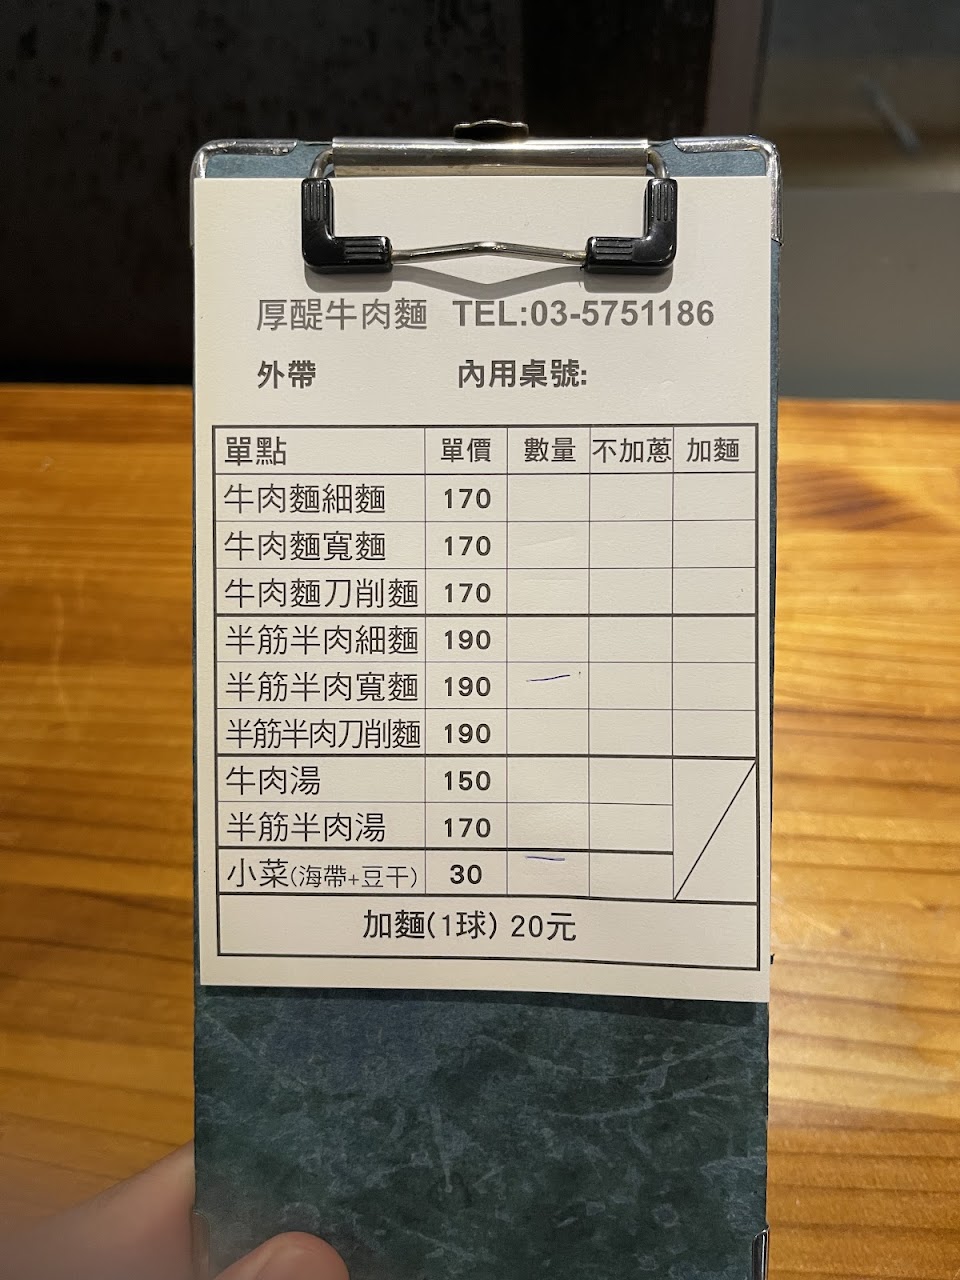 厚醍牛肉麵 TEL:03-5751186
外帶 內用桌號:
單點 單價 數量 不加蔥 加麵
牛肉麵細麵 170
牛肉麵寬麵 170
牛肉麵刀削麵 170
半筋半肉細麵 190
半筋半肉寬麵 190 一
半筋半肉刀削麵 190
牛肉湯 150
半筋半肉湯 170
小菜(海帶+豆干) 30 一
加麵(1球) 20元